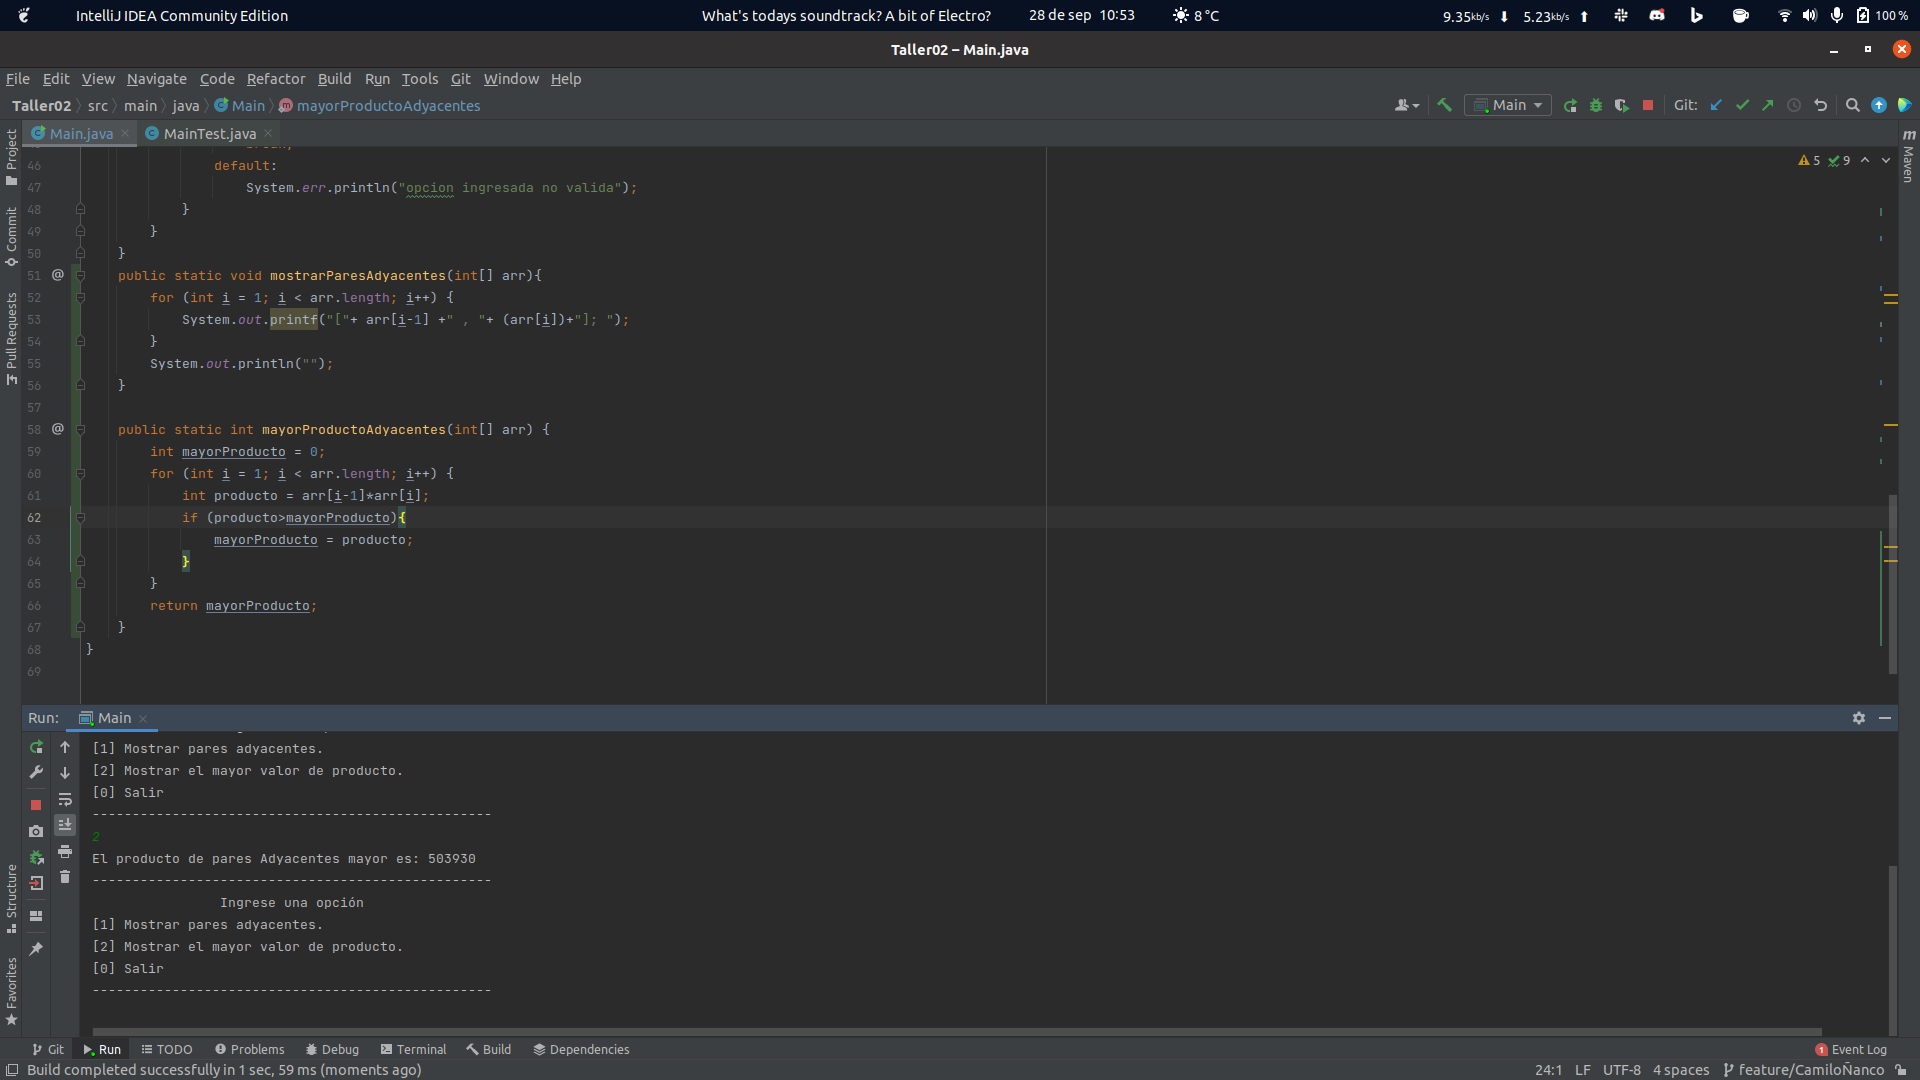 IntelliJ IDEA Community Edition
What's todays soundtrack? A bit of Electro?
28 de sep 10:53
8 °C
9.35kb/s
5.23kb/s
100 %
Taller02 – Main.java
File Edit View Navigate Code Refactor Build Run Tools Git Window Help
Taller02 src main java Main mayorProductoAdyacentes
Main
Git:
Main.java
MainTest.java
Project
Commit
Pull Requests
Structure
Favorites
Maven
5 9
46 default:
47 System.err.println("opcion ingresada no valida");
48 }
49 }
50 }
51 @ public static void mostrarParesAdyacentes(int[] arr){
52 for (int i = 1; i < arr.length; i++) {
53 System.out.printf("["+ arr[i-1] +" , "+ (arr[i])+"]; ");
54 }
55 System.out.println("");
56 }
57
58 @ public static int mayorProductoAdyacentes(int[] arr) {
59 int mayorProducto = 0;
60 for (int i = 1; i < arr.length; i++) {
61 int producto = arr[i-1]*arr[i];
62 if (producto>mayorProducto){
63 mayorProducto = producto;
64 }
65 }
66 return mayorProducto;
67 }
68 }
69
Run: Main
[1] Mostrar pares adyacentes.
[2] Mostrar el mayor valor de producto.
[0] Salir
--------------------------------------------------
2
El producto de pares Adyacentes mayor es: 503930
--------------------------------------------------
Ingrese una opción
[1] Mostrar pares adyacentes.
[2] Mostrar el mayor valor de producto.
[0] Salir
--------------------------------------------------
Git Run TODO Problems Debug Terminal Build Dependencies
1 Event Log
Build completed successfully in 1 sec, 59 ms (moments ago)
24:1 LF UTF-8 4 spaces feature/CamiloÑanco